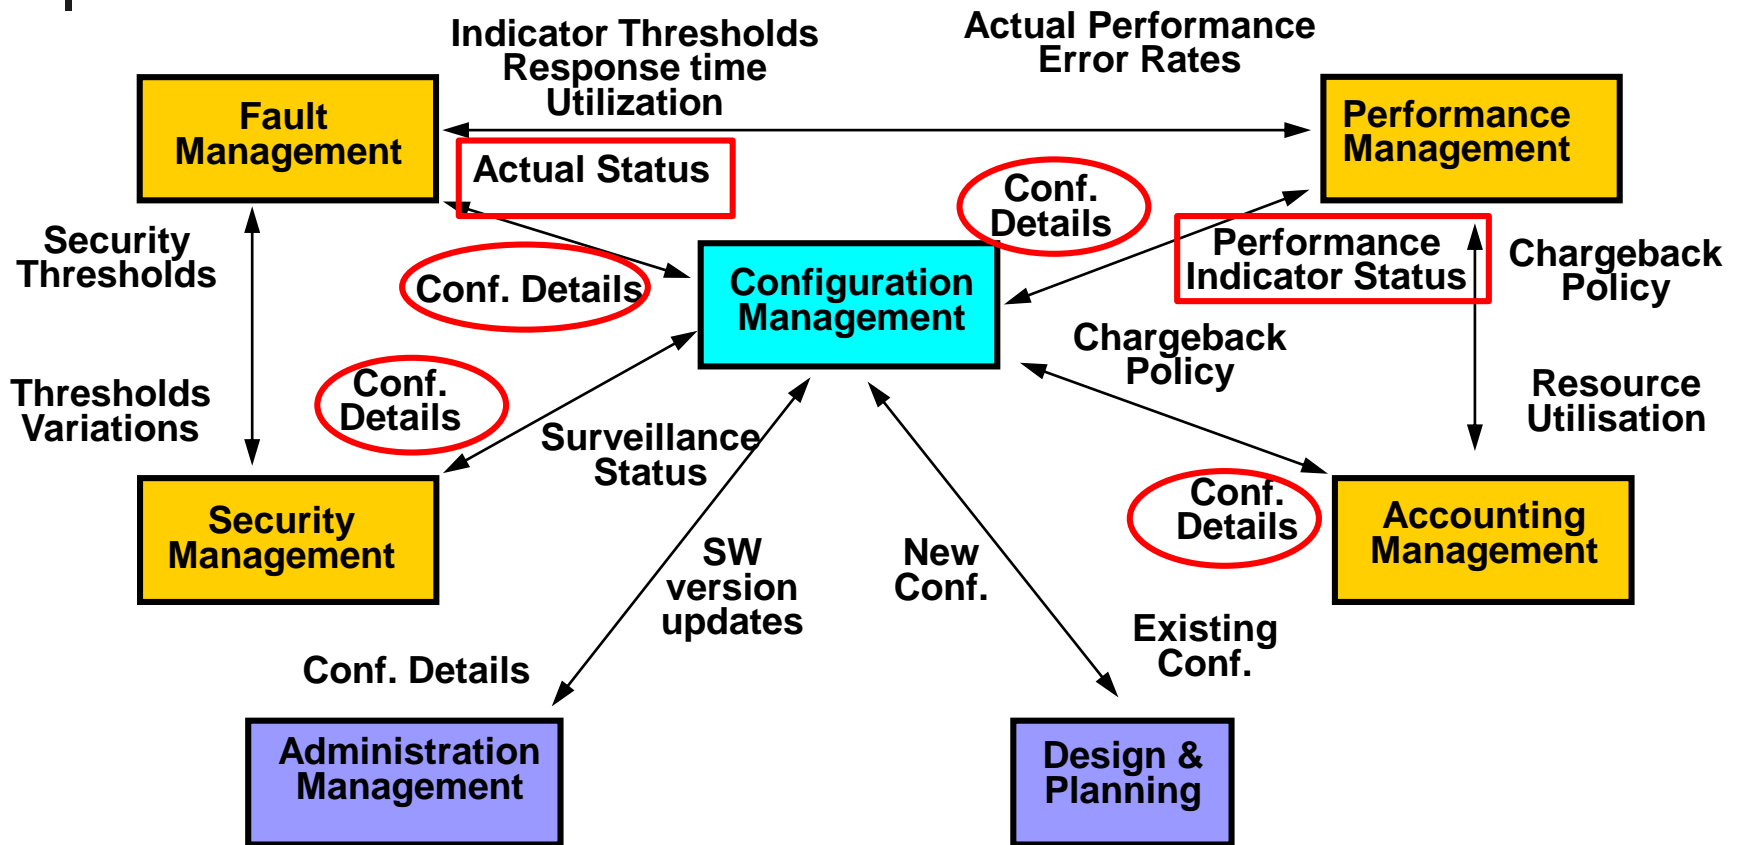 Indicator Thresholds
Response time
Utilization
Actual Performance
Error Rates
Fault
Management
Performance
Management
Actual Status
Conf.
Details
Security
Thresholds
Conf. Details
Configuration
Management
Performance
Indicator Status
Chargeback
Policy
Chargeback
Policy
Thresholds
Variations
Conf.
Details
Surveillance
Status
Resource
Utilisation
Security
Management
Conf.
Details
Accounting
Management
SW
version
updates
New
Conf.
Existing
Conf.
Conf. Details
Administration
Management
Design &
Planning